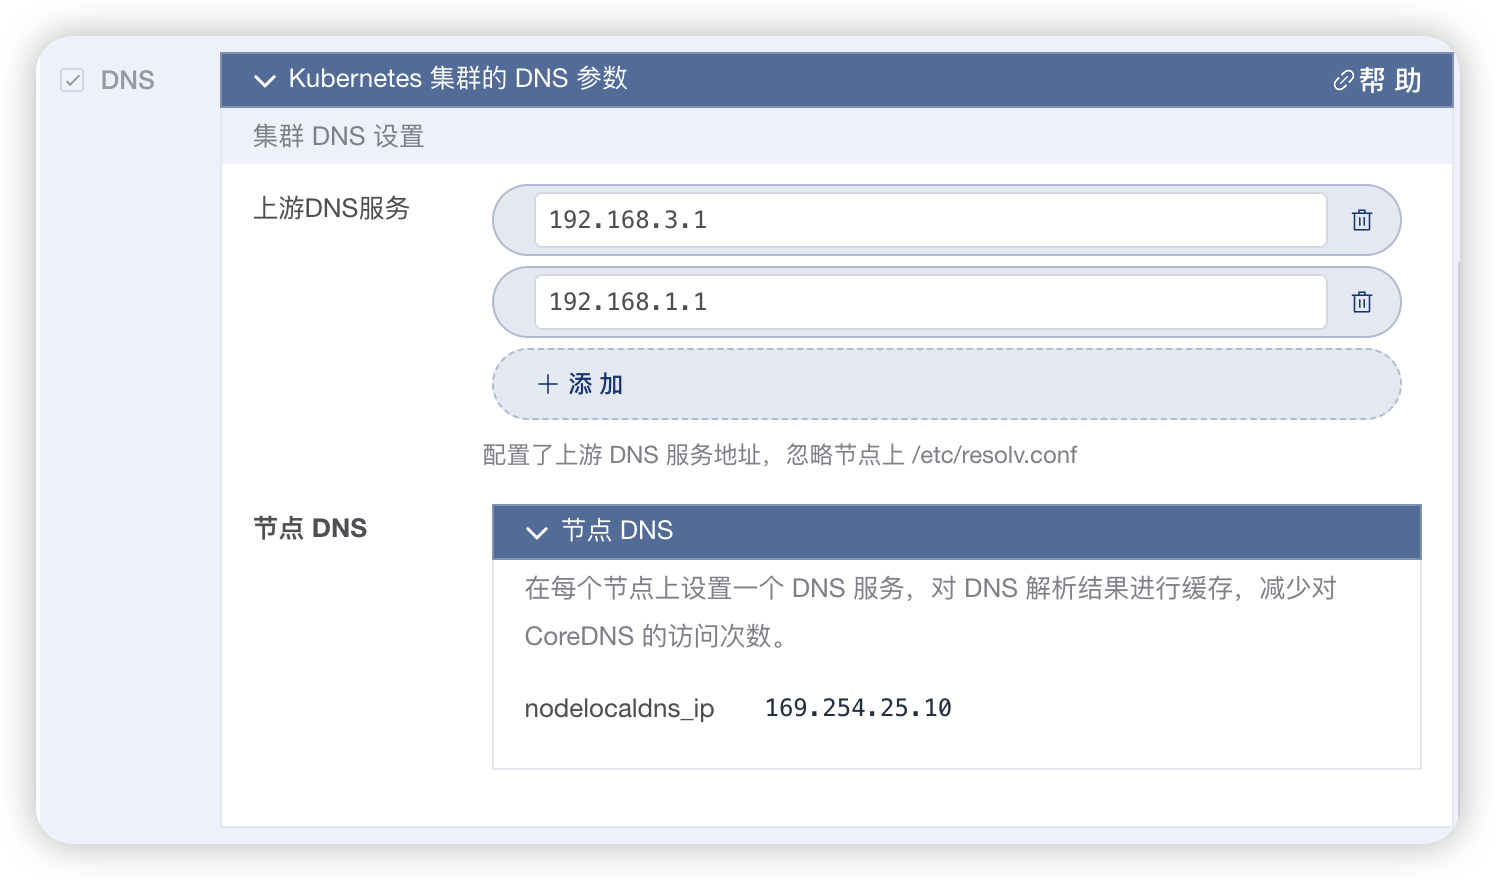 DNS
Kubernetes 集群的 DNS 参数
帮 助
集群 DNS 设置
上游DNS服务
192.168.3.1
192.168.1.1
添 加
配置了上游 DNS 服务地址，忽略节点上 /etc/resolv.conf
节点 DNS
节点 DNS
在每个节点上设置一个 DNS 服务，对 DNS 解析结果进行缓存，减少对
CoreDNS 的访问次数。
nodelocaldns_ip 169.254.25.10